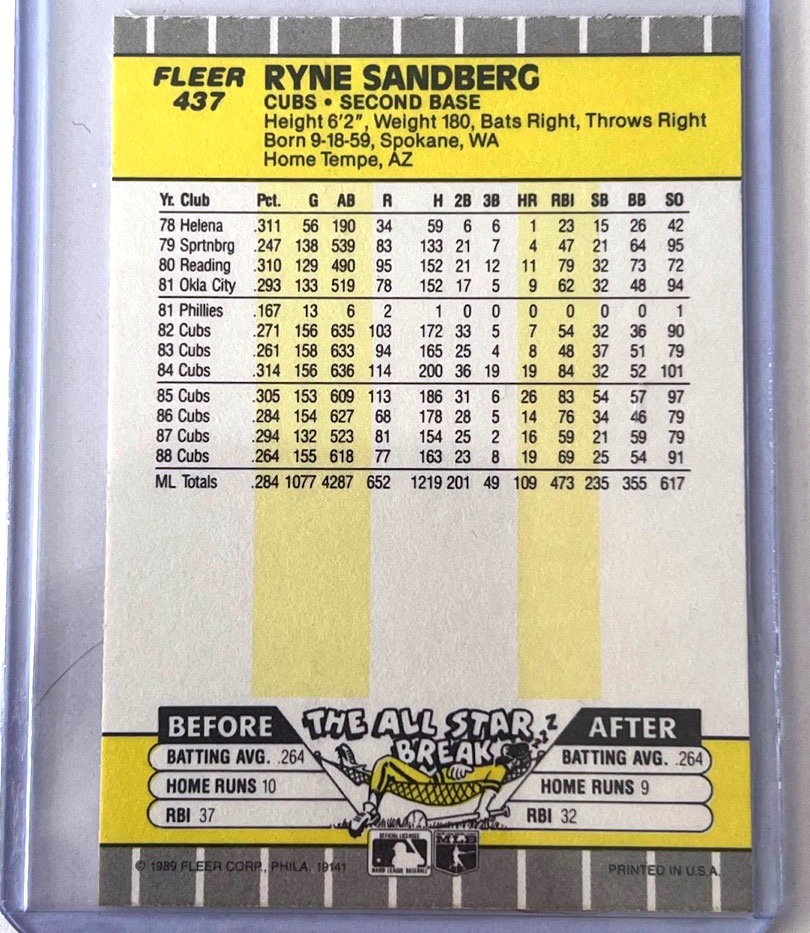 FLEER RYNE SANDBERG
437 CUBS • SECOND BASE
Height 6'2", Weight 180, Bats Right, Throws Right
Born 9-18-59, Spokane, WA
Home Tempe, AZ
Yr. Club Pct. G AB R H 2B 3B HR RBI SB BB SO
78 Helena .311 56 190 34 59 6 6 1 23 15 26 42
79 Sprtnbrg .247 138 539 83 133 21 7 4 47 21 64 95
80 Reading .310 129 490 95 152 21 12 11 79 32 73 72
81 Okla City .293 133 519 78 152 17 5 9 62 32 48 94
81 Phillies .167 13 6 2 1 0 0 0 0 0 0 1
82 Cubs .271 156 635 103 172 33 5 7 54 32 36 90
83 Cubs .261 158 633 94 165 25 4 8 48 37 51 79
84 Cubs .314 156 636 114 200 36 19 19 84 32 52 101
85 Cubs .305 153 609 113 186 31 6 26 83 54 57 97
86 Cubs .284 154 627 68 178 28 5 14 76 34 46 79
87 Cubs .294 132 523 81 154 25 2 16 59 21 59 79
88 Cubs .264 155 618 77 163 23 8 19 69 25 54 91
ML Totals .284 1077 4287 652 1219 201 49 109 473 235 355 617
BEFORE THE ALL STAR BREAK ZZZ AFTER
BATTING AVG. .264 BATTING AVG. .264
HOME RUNS 10 HOME RUNS 9
RBI 37 RBI 32
OFFICIAL LICENSEE
MAJOR LEAGUE BASEBALL
MLB
© 1989 FLEER CORP., PHILA. 19141 PRINTED IN U.S.A.